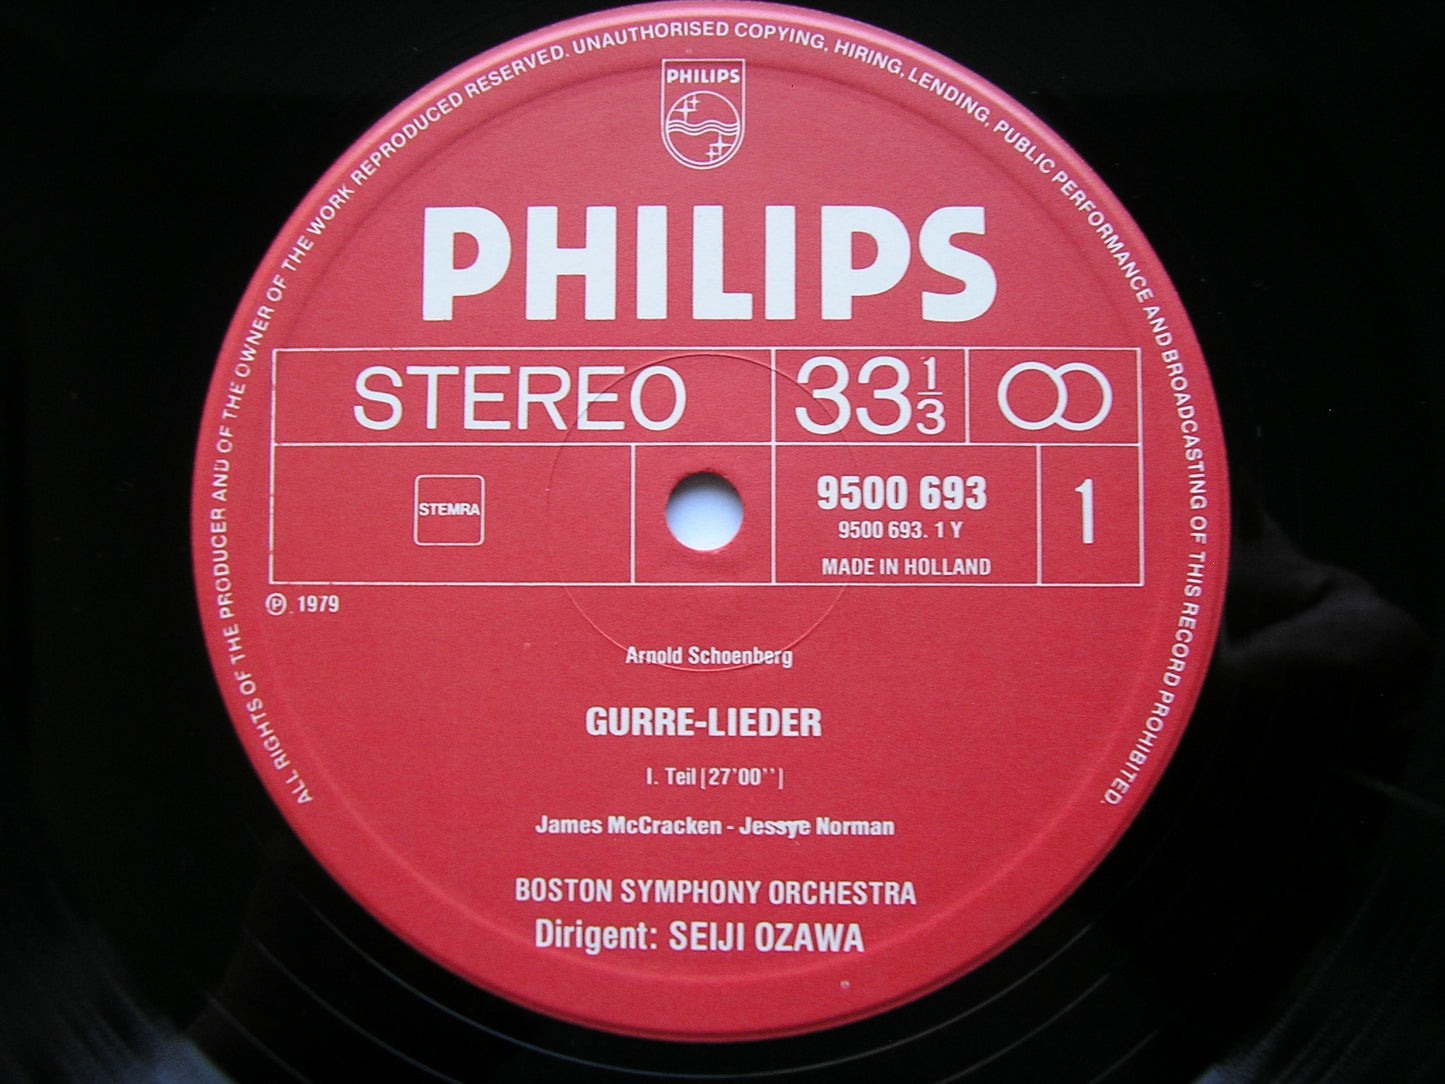 ALL RIGHTS OF THE PRODUCER AND OF THE OWNER OF THE WORK REPRODUCED RESERVED. UNAUTHORISED COPYING, HIRING, LENDING, PUBLIC PERFORMANCE AND BROADCASTING OF THIS RECORD PROHIBITED.
PHILIPS
PHILIPS
STEREO 33 1/3
STEMRA
9500 693
9500 693. 1 Y
MADE IN HOLLAND
1
Ⓟ 1979
Arnold Schoenberg
GURRE-LIEDER
I. Teil [27'00'']
James McCracken - Jessye Norman
BOSTON SYMPHONY ORCHESTRA
Dirigent: SEIJI OZAWA